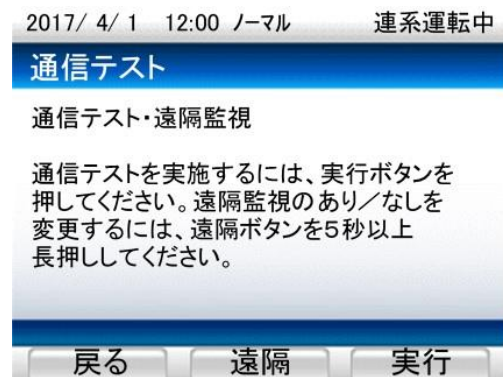 2017/ 4/ 1 12:00 ノーマル 連系運転中
通信テスト
通信テスト・遠隔監視
通信テストを実施するには、実行ボタンを
押してください。遠隔監視のあり／なしを
変更するには、遠隔ボタンを5秒以上
長押ししてください。
戻る 遠隔 実行